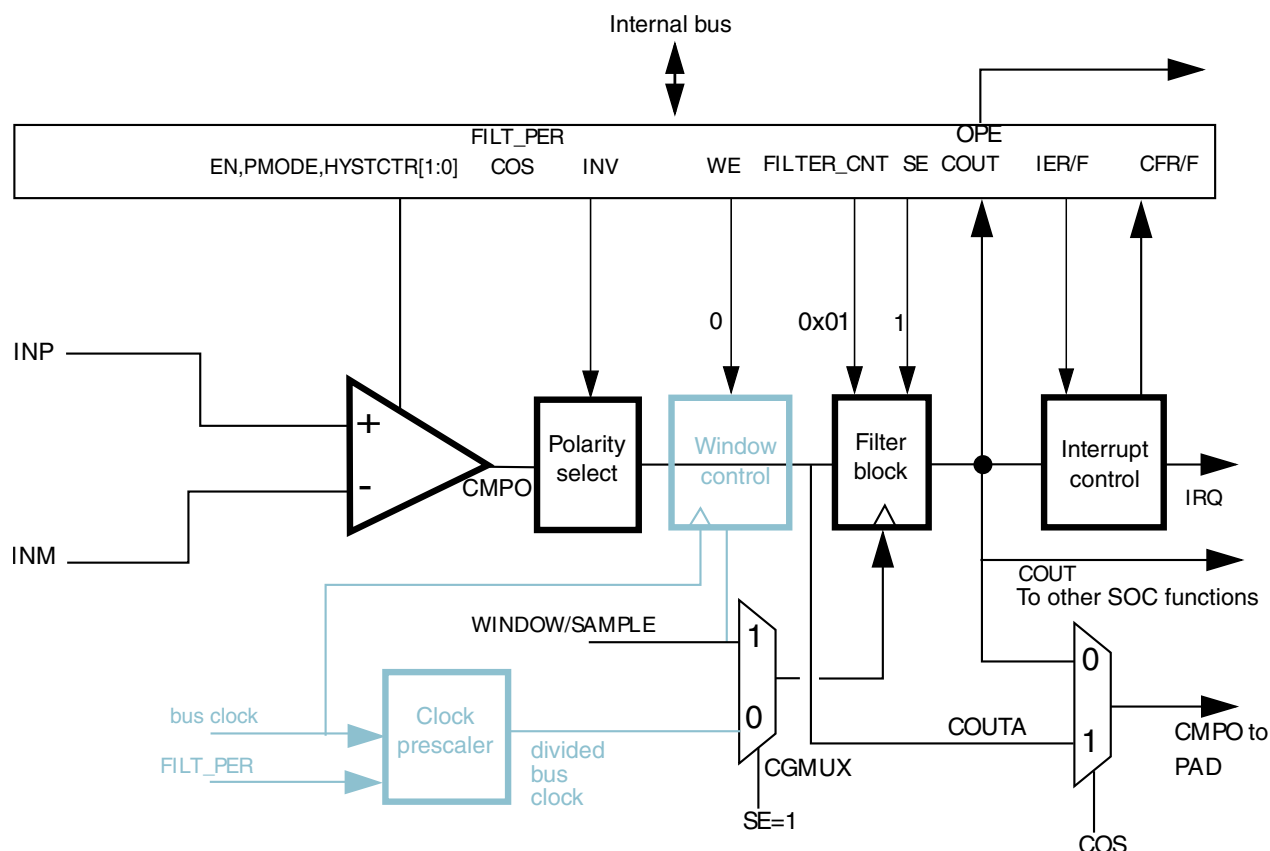 Internal bus
FILT_PER
OPE
EN,PMODE,HYSTCTR[1:0]
COS
INV
WE
FILTER_CNT
SE
COUT
IER/F
CFR/F
0
0x01
1
INP
+
-
INM
CMPO
Polarity
select
Window
control
Filter
block
Interrupt
control
IRQ
COUT
To other SOC functions
WINDOW/SAMPLE
1
0
CGMUX
SE=1
bus clock
FILT_PER
Clock
prescaler
divided
bus
clock
COUTA
0
1
CMPO to
PAD
COS